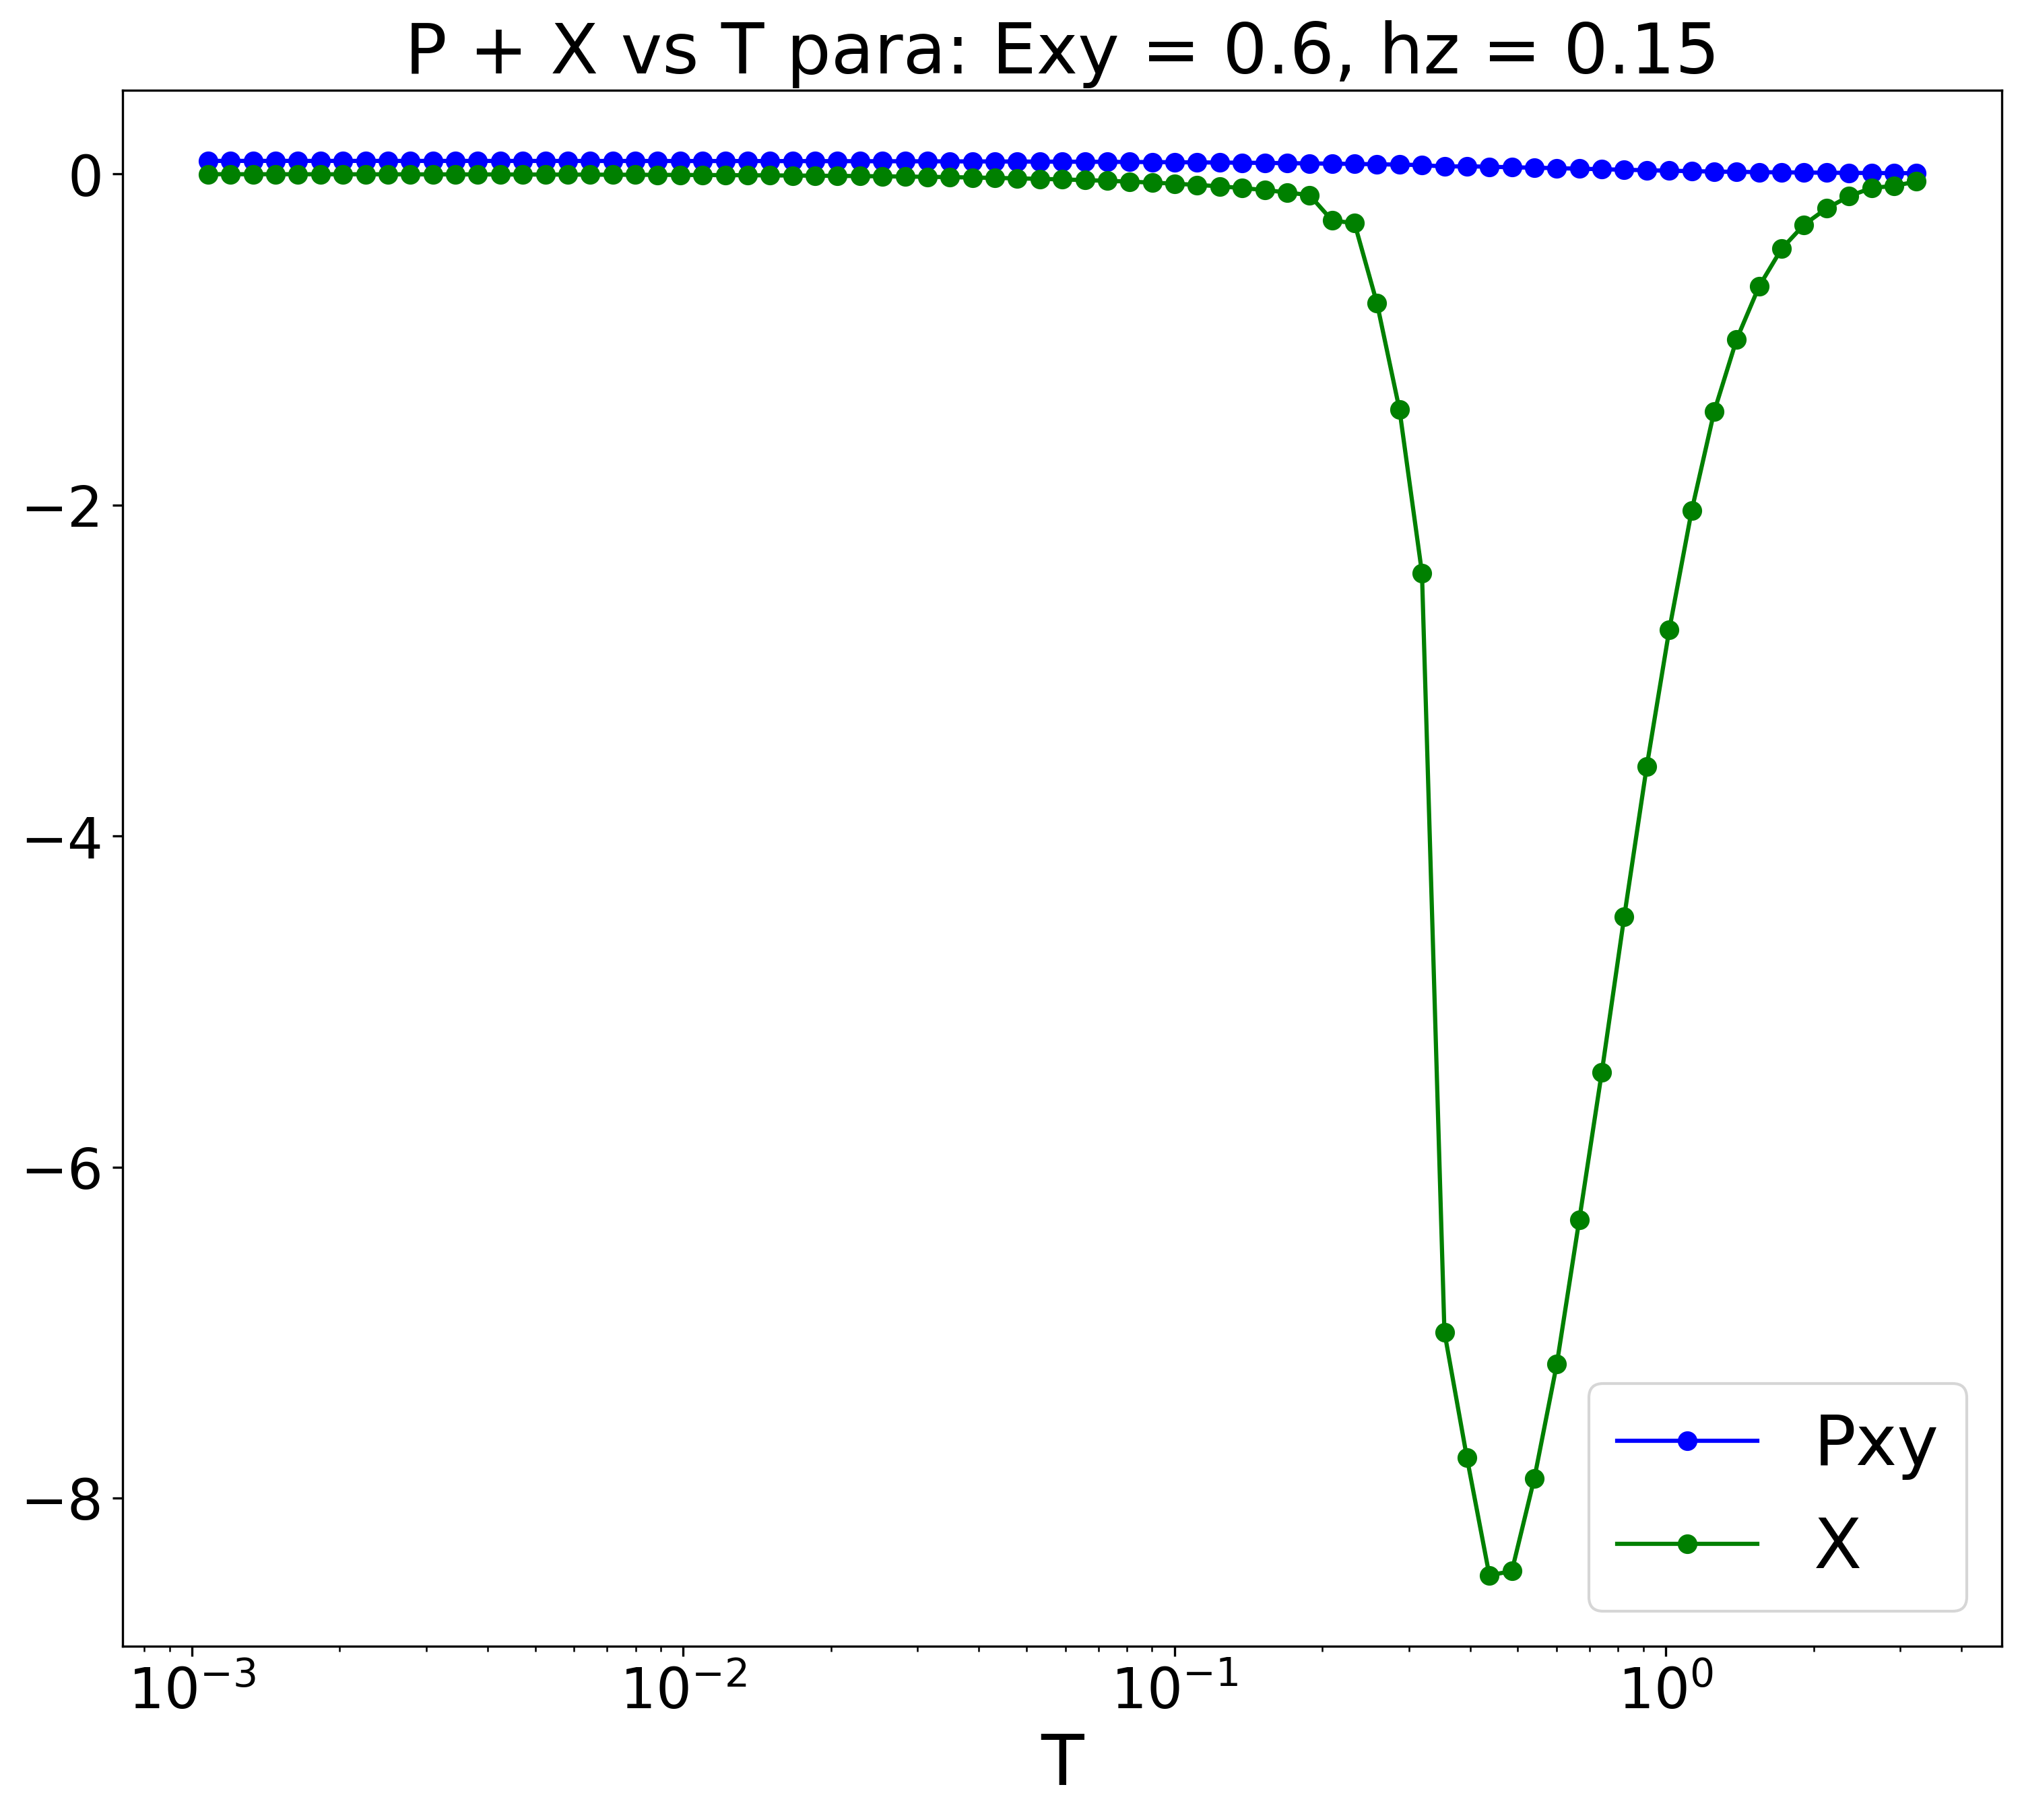 P + X vs T para: Exy = 0.6, hz = 0.15
0
−2
−4
−6
−8
10⁻³ 10⁻² 10⁻¹ 10⁰
T
Pxy
X